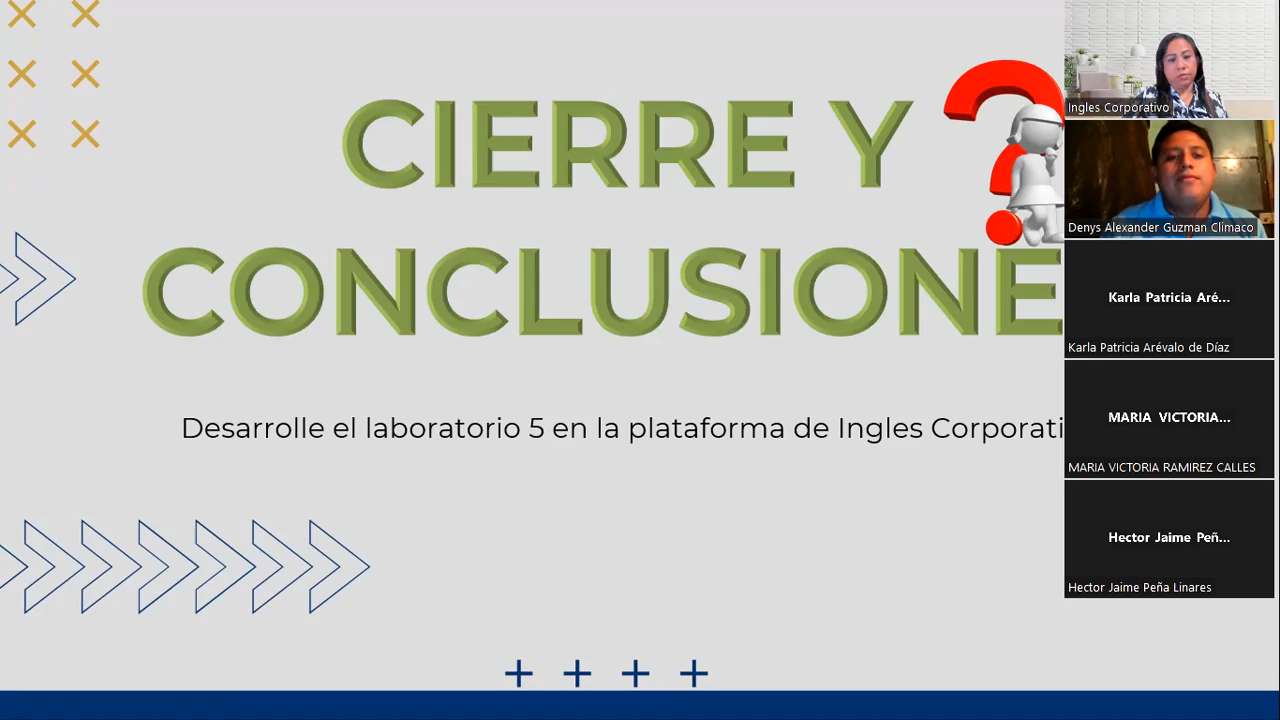 CIERRE Y
CONCLUSIONE
Desarrolle el laboratorio 5 en la plataforma de Ingles Corporati
Ingles Corporativo
Denys Alexander Guzman Climaco
Karla Patricia Aré...
Karla Patricia Arévalo de Díaz
MARIA VICTORIA...
MARIA VICTORIA RAMIREZ CALLES
Hector Jaime Peñ...
Hector Jaime Peña Linares